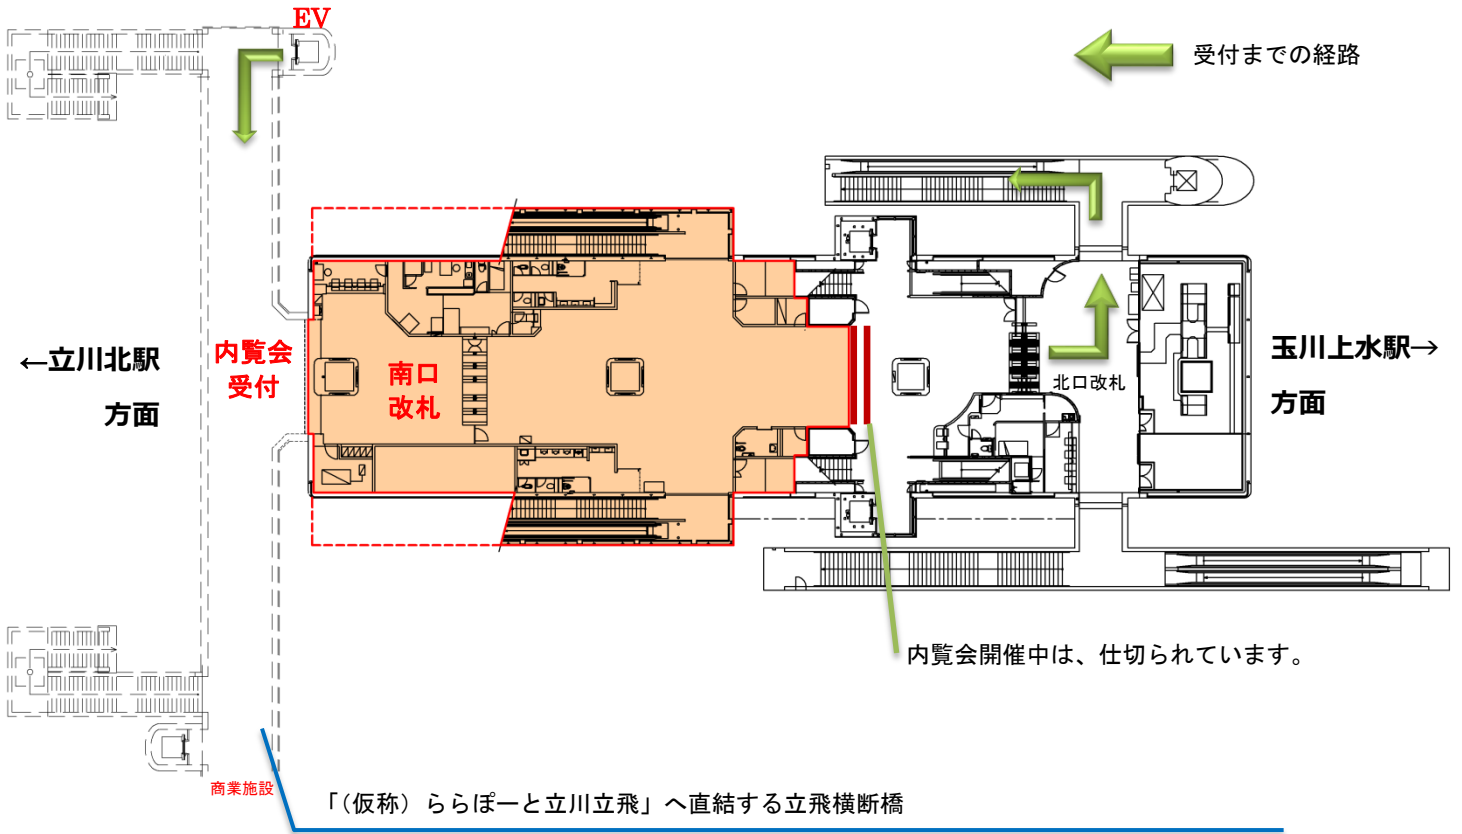 EV
受付までの経路
←立川北駅
方面
内覧会
受付
南口
改札
北口改札
玉川上水駅→
方面
内覧会開催中は、仕切られています。
商業施設
「（仮称）ららぽーと立川立飛」へ直結する立飛横断橋